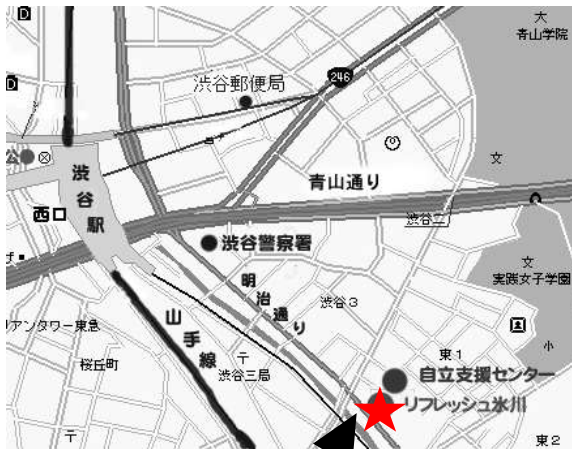 大
青山学院
渋谷郵便局
246
文
公
渋谷駅
西口
青山通り
渋谷二
渋谷警察署
文
実践女子学園
明治通り
渋谷3
リアンタワー東急
山手線
桜丘町
渋谷三局
東1
小
自立支援センター
リフレッシュ氷川
東2